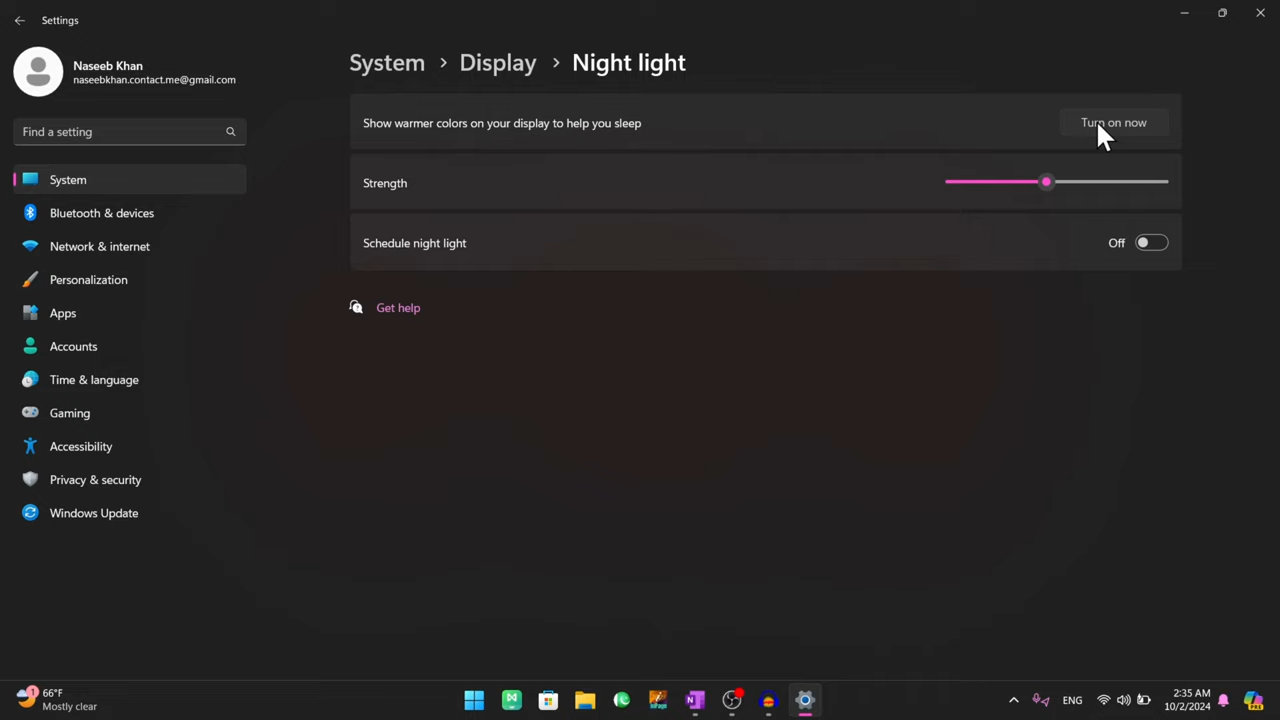 Settings
Naseeb Khan
naseebkhan.contact.me@gmail.com
Find a setting
System
Bluetooth & devices
Network & internet
Personalization
Apps
Accounts
Time & language
Gaming
Accessibility
Privacy & security
Windows Update
System > Display > Night light
Show warmer colors on your display to help you sleep
Turn on now
Strength
Schedule night light
Off
Get help
1
66°F
Mostly clear
ENG
2:35 AM
10/2/2024